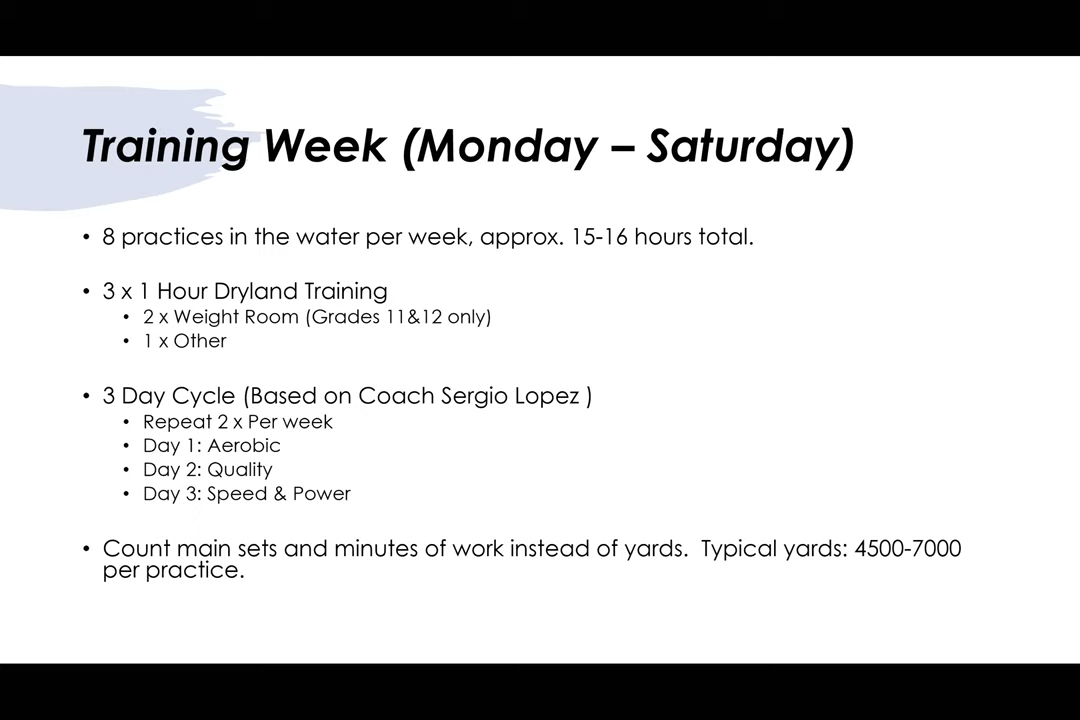 Training Week (Monday – Saturday)
• 8 practices in the water per week, approx. 15-16 hours total.
• 3 x 1 Hour Dryland Training
• 2 x Weight Room (Grades 11&12 only)
• 1 x Other
• 3 Day Cycle (Based on Coach Sergio Lopez )
• Repeat 2 x Per week
• Day 1: Aerobic
• Day 2: Quality
• Day 3: Speed & Power
• Count main sets and minutes of work instead of yards.  Typical yards: 4500-7000
per practice.